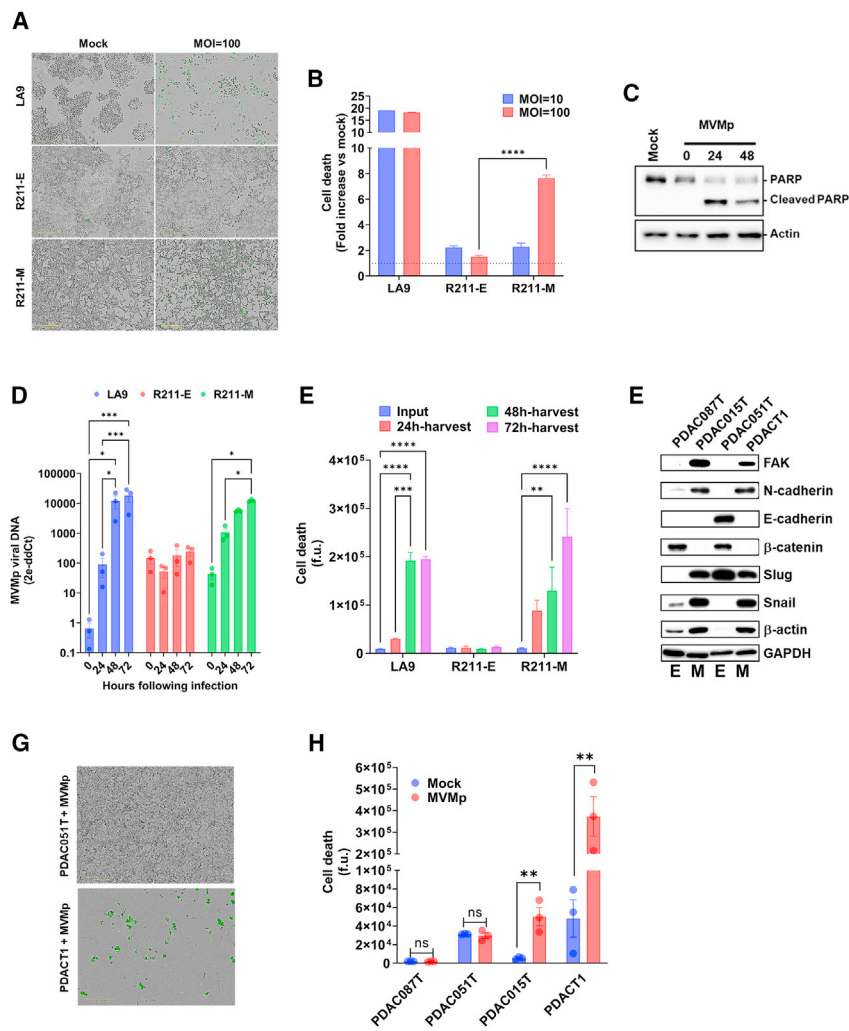 A
Mock
MOI=100
LA9
R211-E
R211-M
B
Cell death
(Fold increase vs mock)
25
20
15
10
8
6
4
2
0
MOI=10
MOI=100
****
LA9
R211-E
R211-M
C
Mock
MVMp
0
24
48
PARP
Cleaved PARP
Actin
D
LA9
R211-E
R211-M
MVMp viral DNA
(2e-ddCt)
100000
10000
1000
100
10
1
0.1
***
***
*
*
*
*
0
24
48
72
0
24
48
72
0
24
48
72
Hours following infection
E
Input
24h-harvest
48h-harvest
72h-harvest
Cell death
(f.u.)
4×10⁵
3×10⁵
2×10⁵
1×10⁵
0
****
****
***
****
**
LA9
R211-E
R211-M
E
PDAC087T
PDAC015T
PDAC051T
PDACT1
FAK
N-cadherin
E-cadherin
β-catenin
Slug
Snail
β-actin
GAPDH
E
M
E
M
G
PDAC051T + MVMp
PDACT1 + MVMp
H
Mock
MVMp
Cell death
(f.u.)
6×10⁵
5×10⁵
4×10⁵
3×10⁵
2×10⁵
1×10⁵
8×10⁴
6×10⁴
4×10⁴
2×10⁴
ns
ns
**
**
PDAC087T
PDAC051T
PDAC015T
PDACT1